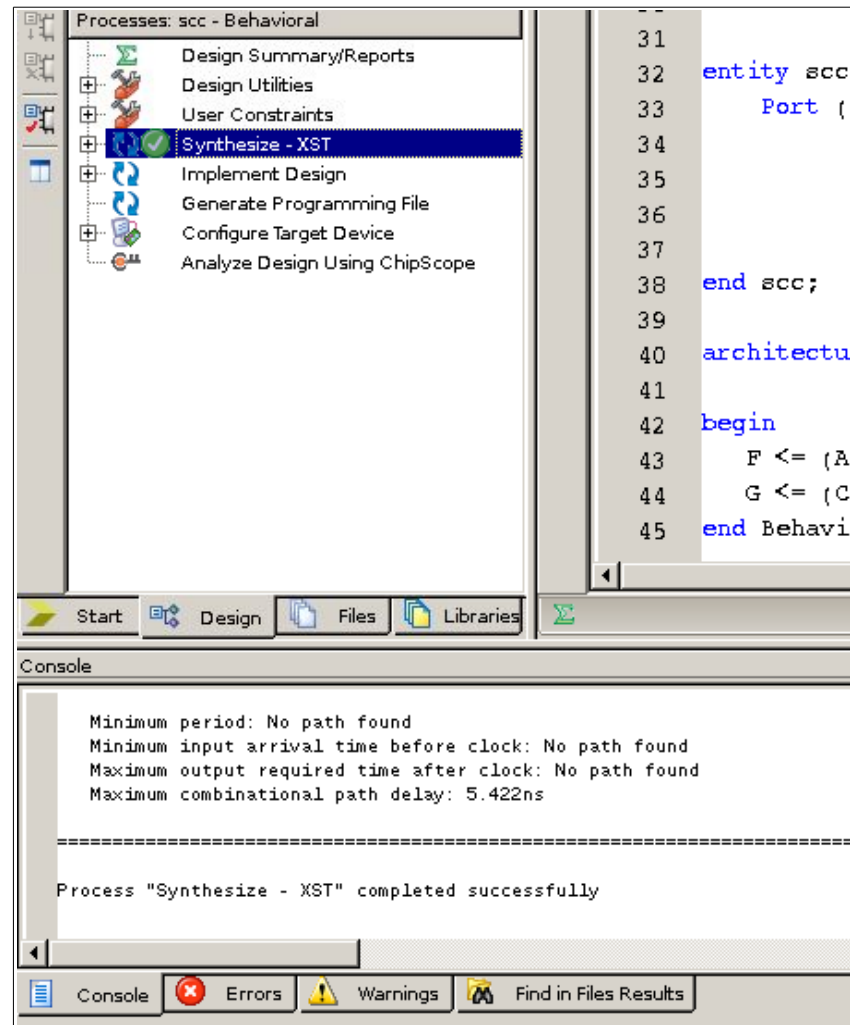 Processes: scc - Behavioral
Design Summary/Reports
Design Utilities
User Constraints
Synthesize - XST
Implement Design
Generate Programming File
Configure Target Device
Analyze Design Using ChipScope
31
32 entity scc
33 Port (
34
35
36
37
38 end scc;
39
40 architectu
41
42 begin
43 F <= (A
44 G <= (C
45 end Behavi
Start Design Files Libraries
Console
Minimum period: No path found
Minimum input arrival time before clock: No path found
Maximum output required time after clock: No path found
Maximum combinational path delay: 5.422ns
=========================================================================
Process "Synthesize - XST" completed successfully
Console Errors Warnings Find in Files Results